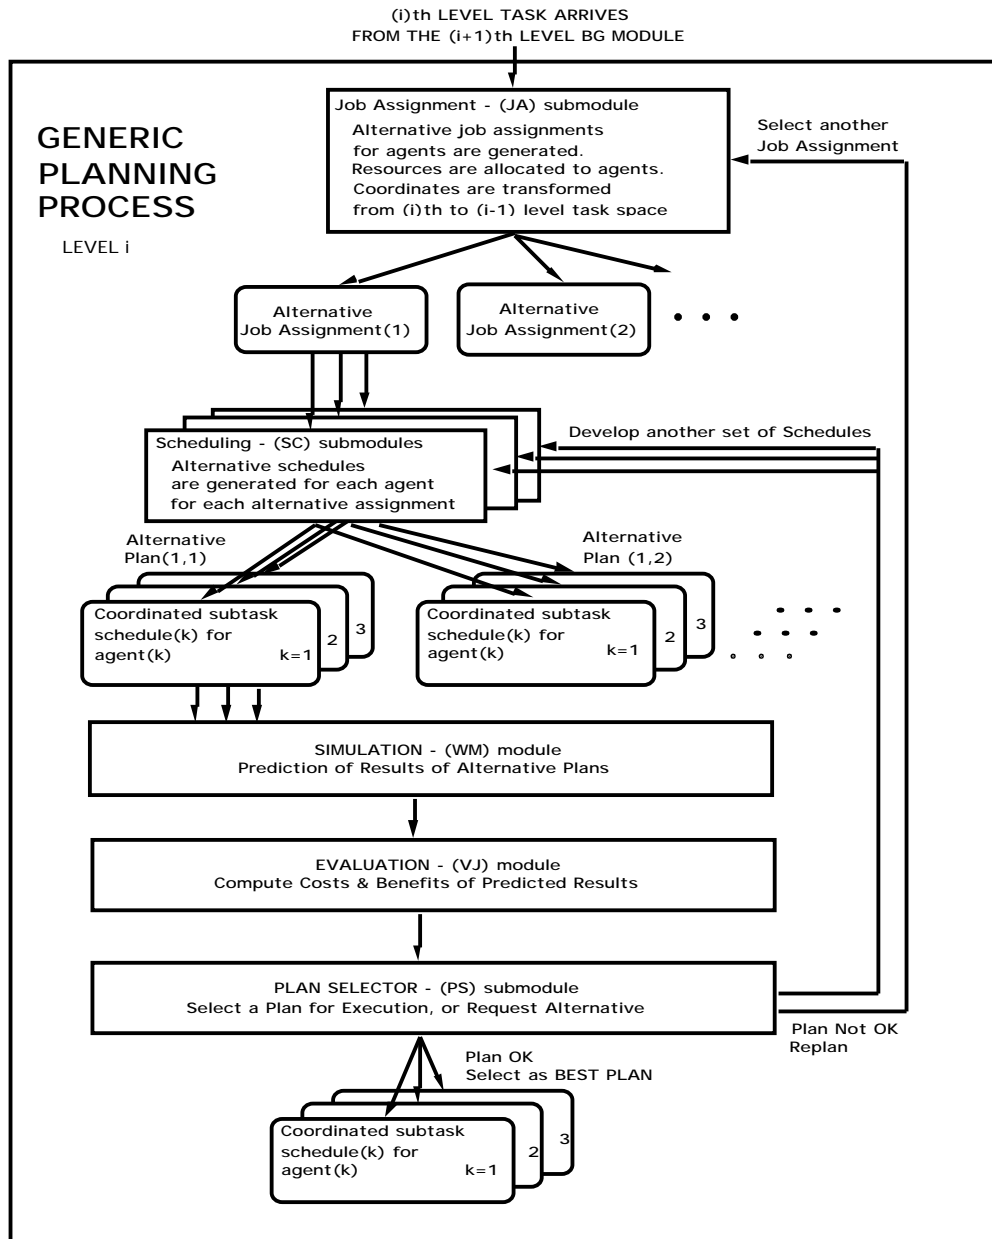 (i)th LEVEL TASK ARRIVES
FROM THE (i+1)th LEVEL BG MODULE
GENERIC
PLANNING
PROCESS
LEVEL i
Job Assignment - (JA) submodule
Alternative job assignments
for agents are generated.
Resources are allocated to agents.
Coordinates are transformed
from (i)th to (i-1) level task space
Select another
Job Assignment
Alternative
Job Assignment(1)
Alternative
Job Assignment(2)
Scheduling - (SC) submodules
Alternative schedules
are generated for each agent
for each alternative assignment
Develop another set of Schedules
Alternative
Plan(1,1)
Alternative
Plan (1,2)
Coordinated subtask
schedule(k) for
agent(k)
k=1
2
3
Coordinated subtask
schedule(k) for
agent(k)
k=1
2
3
SIMULATION - (WM) module
Prediction of Results of Alternative Plans
EVALUATION - (VJ) module
Compute Costs & Benefits of Predicted Results
PLAN SELECTOR - (PS) submodule
Select a Plan for Execution, or Request Alternative
Plan Not OK
Replan
Plan OK
Select as BEST PLAN
Coordinated subtask
schedule(k) for
agent(k)
k=1
2
3